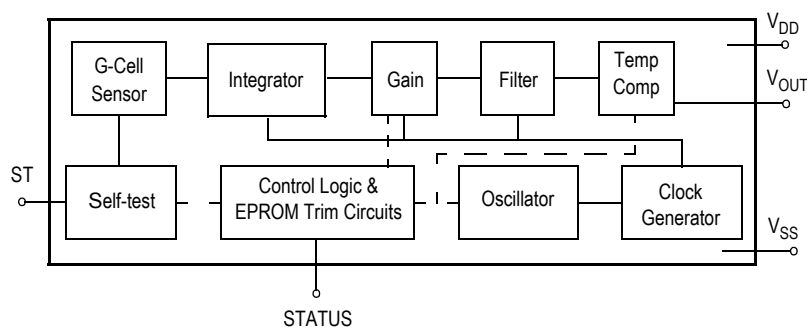 V_DD
G-Cell
Sensor
Integrator
Gain
Filter
Temp
Comp
V_OUT
ST
Self-test
Control Logic &
EPROM Trim Circuits
Oscillator
Clock
Generator
V_SS
STATUS